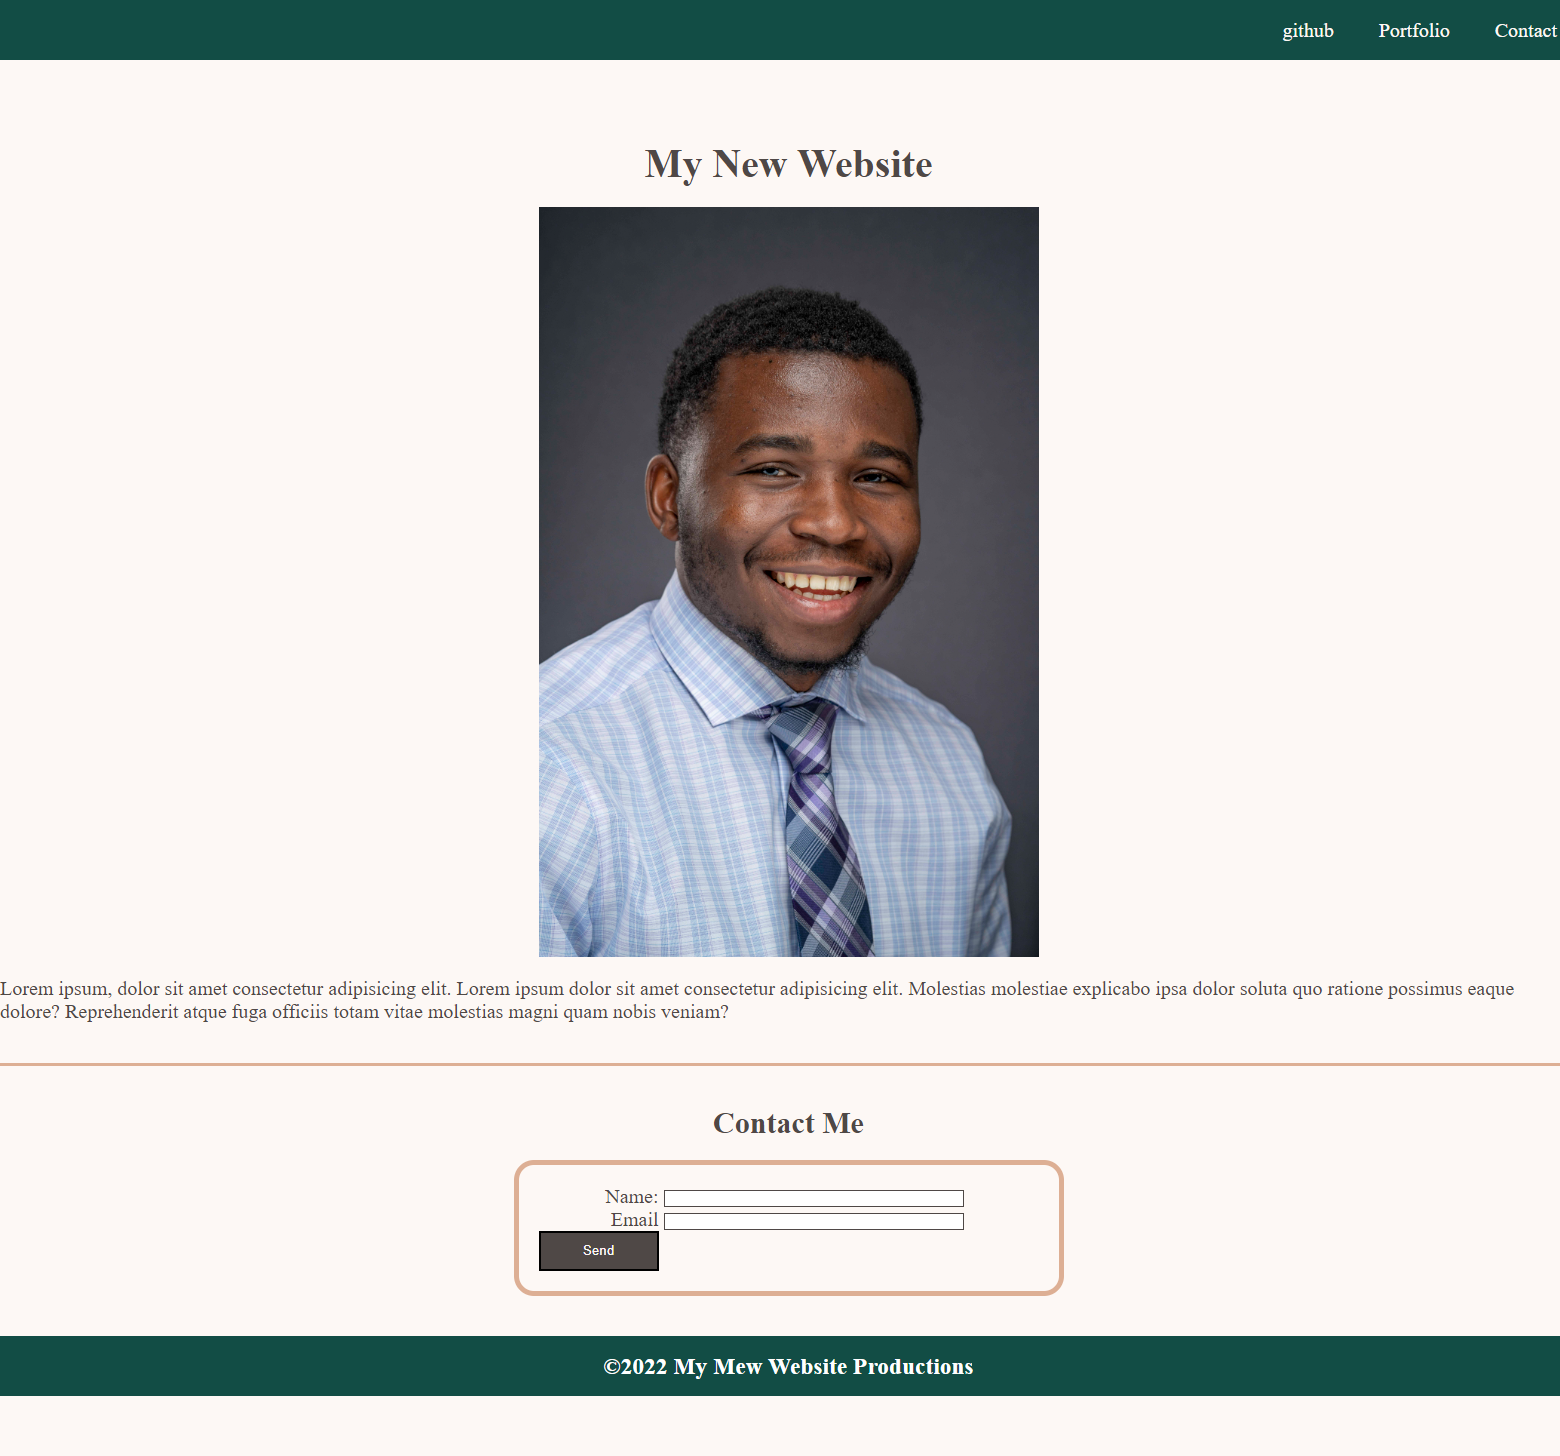 github Portfolio Contact
My New Website
Lorem ipsum, dolor sit amet consectetur adipisicing elit. Lorem ipsum dolor sit amet consectetur adipisicing elit. Molestias molestiae explicabo ipsa dolor soluta quo ratione possimus eaque
dolore? Reprehenderit atque fuga officiis totam vitae molestias magni quam nobis veniam?
Contact Me
Name:
Email
Send
©2022 My Mew Website Productions